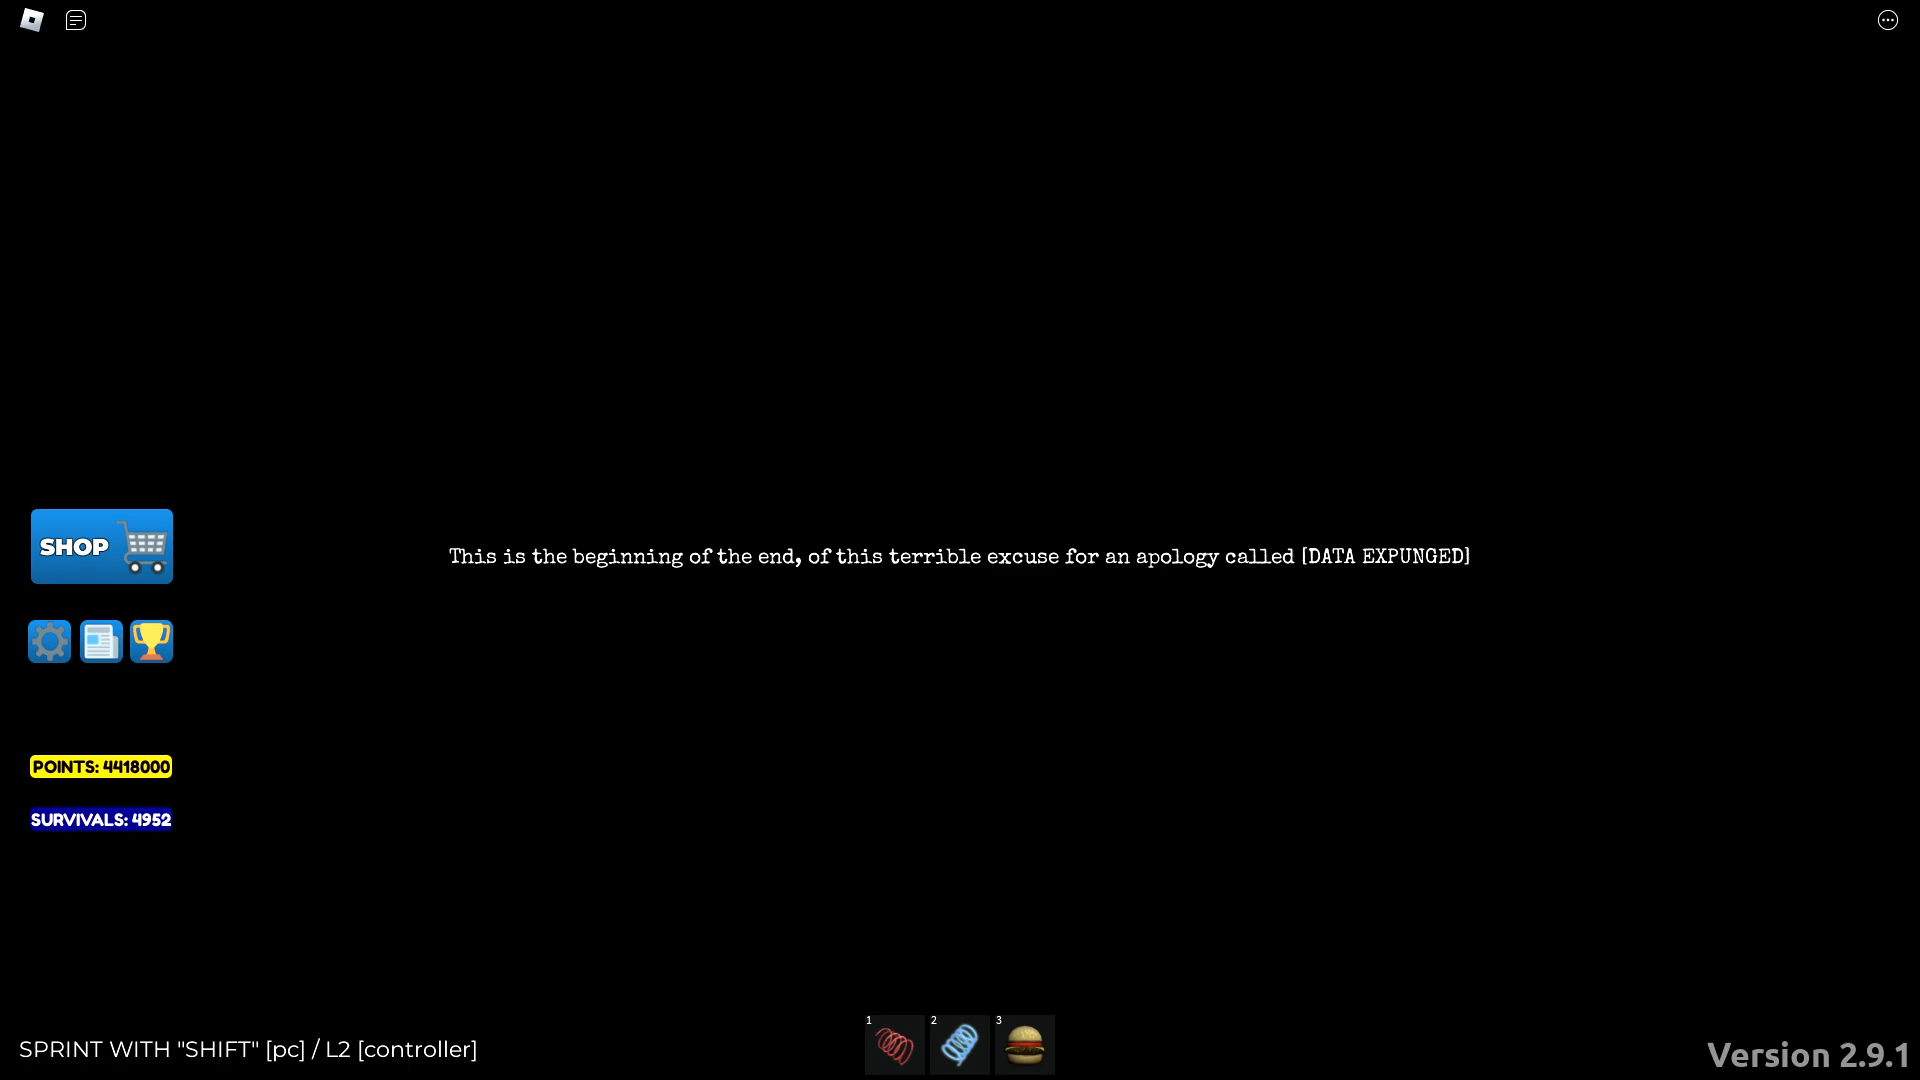 SHOP
This is the beginning of the end, of this terrible excuse for an apology called [DATA EXPUNGED]
POINTS: 4418000
SURVIVALS: 4952
1
2
3
SPRINT WITH "SHIFT" [pc] / L2 [controller]
Version 2.9.1